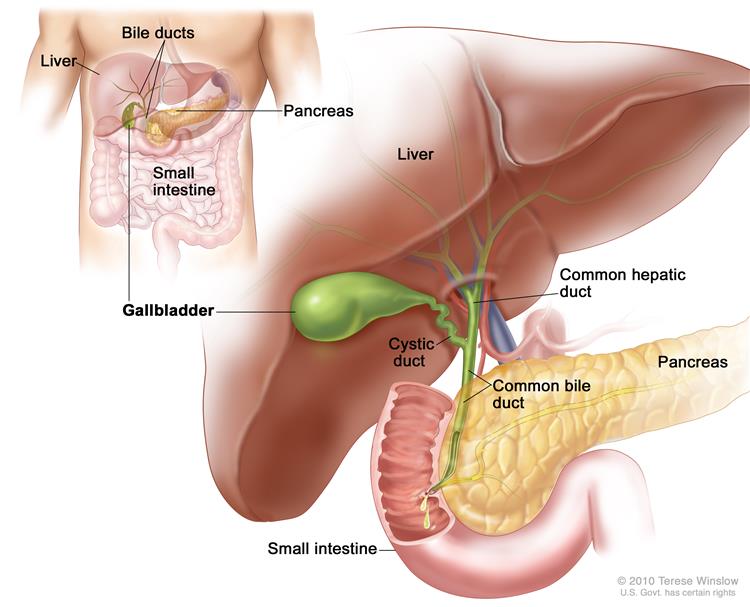 Bile ducts
Liver
Pancreas
Small
intestine
Gallbladder
Liver
Common hepatic
duct
Cystic
duct
Pancreas
Common bile
duct
Small intestine
© 2010 Terese Winslow
U.S. Govt. has certain rights